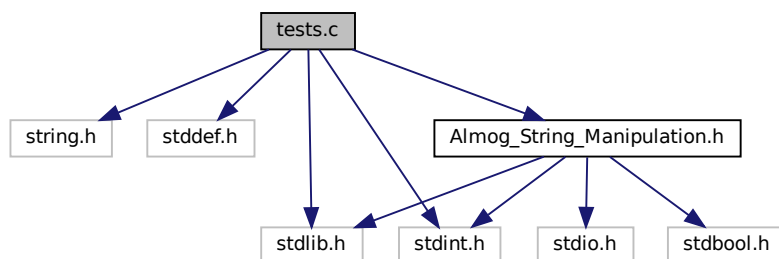 tests.c
string.h
stddef.h
Almog_String_Manipulation.h
stdlib.h
stdint.h
stdio.h
stdbool.h